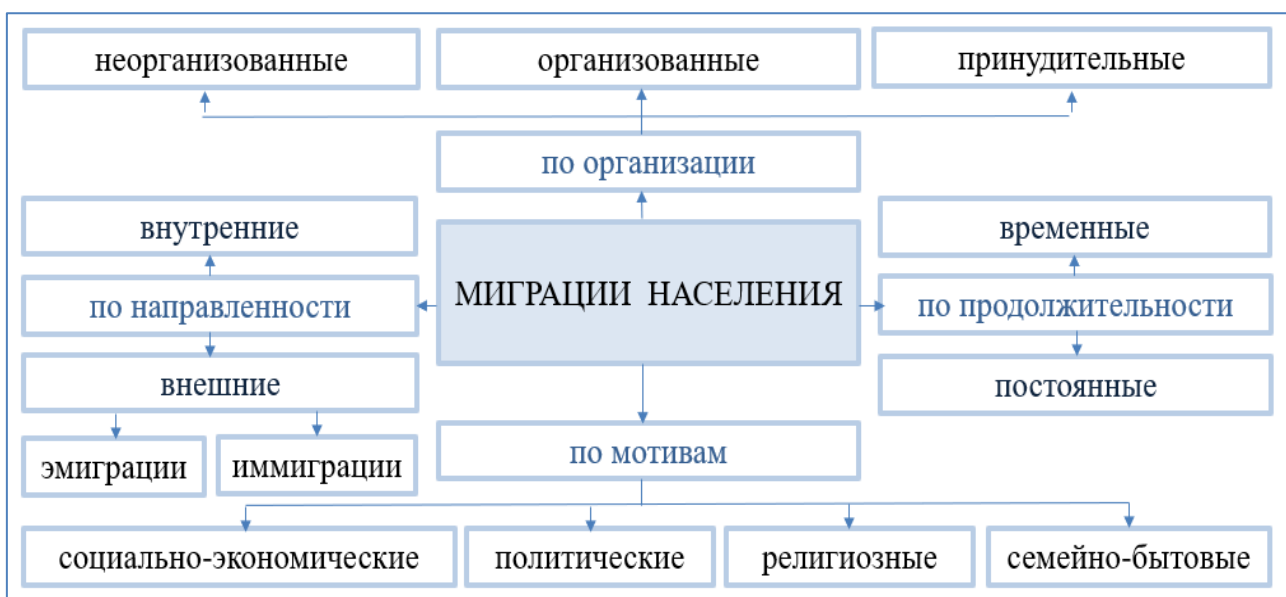 неорганизованные
организованные
принудительные
по организации
внутренние
временные
МИГРАЦИИ НАСЕЛЕНИЯ
по направленности
по продолжительности
внешние
постоянные
эмиграции
иммиграции
по мотивам
социально-экономические
политические
религиозные
семейно-бытовые